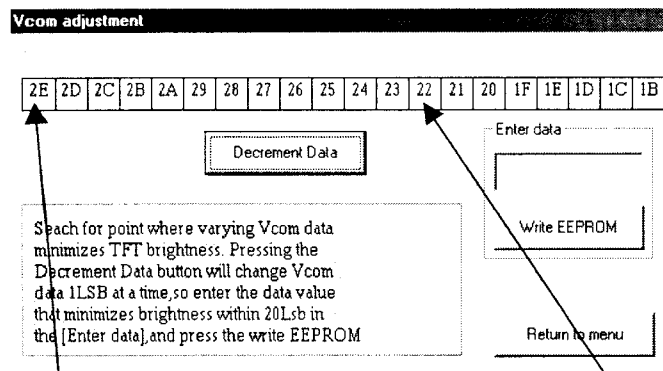 Vcom adjustment
2E 2D 2C 2B 2A 29 28 27 26 25 24 23 22 21 20 1F 1E 1D 1C 1B
Decrement Data
Enter data
Seach for point where varying Vcom data
minimizes TFT brightness. Pressing the
Decrement Data button will change Vcom
data 1LSB at a time,so enter the data value
that minimizes brightness within 20Lsb in
the [Enter data],and press the write EEPROM
Write EEPROM
Return to menu